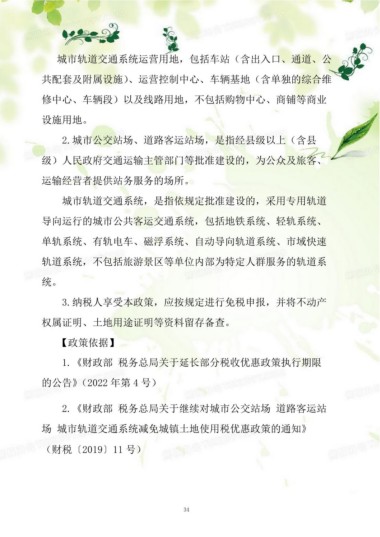 城市轨道交通系统运营用地，包括车站（含出入口、通道、公
共配套及附属设施）、运营控制中心、车辆基地（含单独的综合维
修中心、车辆段）以及线路用地，不包括购物中心、商铺等商业
设施用地。
2.城市公交站场、道路客运站场，是指经县级以上（含县
级）人民政府交通运输主管部门等批准建设的，为公众及旅客、
运输经营者提供站务服务的场所。
城市轨道交通系统，是指依规定批准建设的，采用专用轨道
导向运行的城市公共客运交通系统，包括地铁系统、轻轨系统、
单轨系统、有轨电车、磁浮系统、自动导向轨道系统、市域快速
轨道系统，不包括旅游景区等单位内部为特定人群服务的轨道系
统。
3.纳税人享受本政策，应按规定进行免税申报，并将不动产
权属证明、土地用途证明等资料留存备查。
【政策依据】
1.《财政部 税务总局关于延长部分税收优惠政策执行期限
的公告》（2022 年第 4 号）
2.《财政部 税务总局关于继续对城市公交站场 道路客运站
场 城市轨道交通系统减免城镇土地使用税优惠政策的通知》
（财税〔2019〕11 号）
34